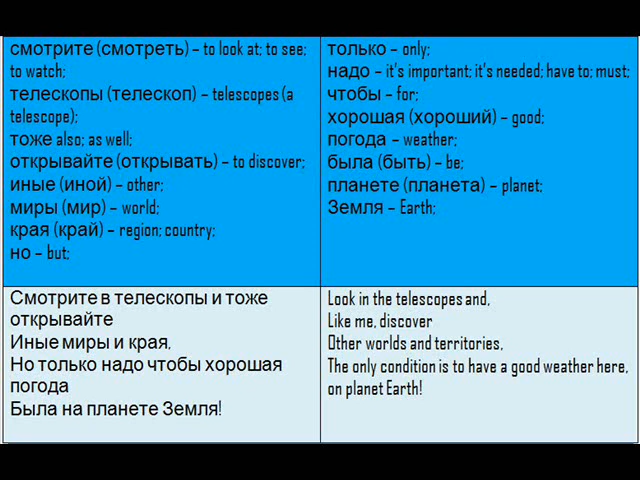 смотрите (смотреть) – to look at; to see;
to watch;
телескопы (телескоп) – telescopes (a
telescope);
тоже also; as well;
открывайте (открывать) – to discover;
иные (иной) – other;
миры (мир) – world;
края (край) – region; country;
но – but;
только – only;
надо – it's important; it's needed; have to; must;
чтобы – for;
хорошая (хороший) – good;
погода – weather;
была (быть) – be;
планете (планета) – planet;
Земля – Earth;
Смотрите в телескопы и тоже
открывайте
Иные миры и края,
Но только надо чтобы хорошая
погода
Была на планете Земля!
Look in the telescopes and,
Like me, discover
Other worlds and territories,
The only condition is to have a good weather here,
on planet Earth!